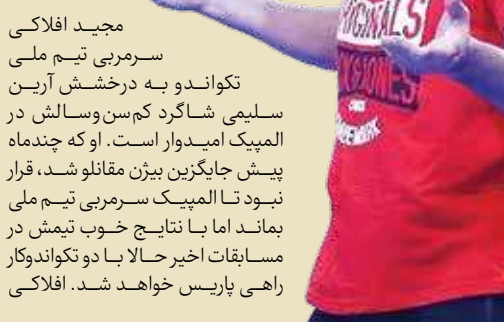 مجید افلاکی
سرمربی تیم ملی
تکواندو به درخشش آرین
سلیمی شاگرد کم‌سن‌وسالش در
المپیک امیدوار است. او که چندماه
پیش جایگزین بیژن مقانلو شد، قرار
نبود تا المپیک سرمربی تیم ملی
بماند اما با نتایج خوب تیمش در
مسابقات اخیر حالا با دو تکواندوکار
راهی پاریس خواهد شد. افلاکی
ORIGINALS